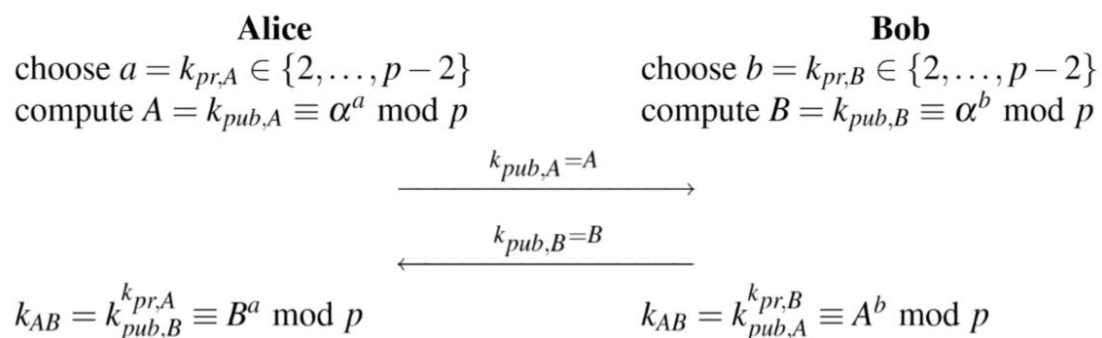 Alice Bob
choose a = k_{pr,A} ∈ {2,...,p−2} choose b = k_{pr,B} ∈ {2,...,p−2}
compute A = k_{pub,A} ≡ α^a mod p compute B = k_{pub,B} ≡ α^b mod p
k_{pub,A}=A
k_{pub,B}=B
k_{AB} = k_{pub,B}^{k_{pr,A}} ≡ B^a mod p k_{AB} = k_{pub,A}^{k_{pr,B}} ≡ A^b mod p